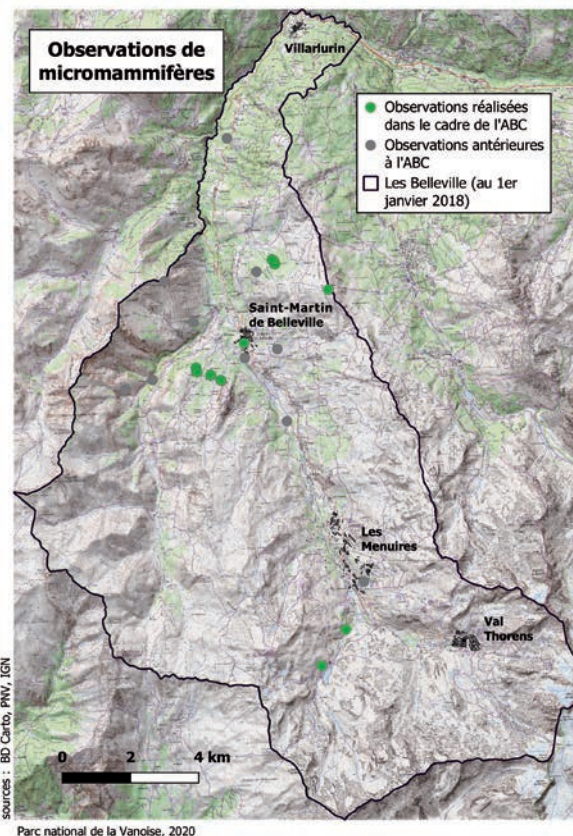 Observations de
micromammifères
Villarlurin
Observations réalisées
dans le cadre de l'ABC
Observations antérieures
à l'ABC
Les Belleville (au 1er
janvier 2018)
Saint-Martin
de Belleville
Les
Menuires
Val
Thorens
0 2 4 km
sources : BD Carto, PNV, IGN
Parc national de la Vanoise, 2020